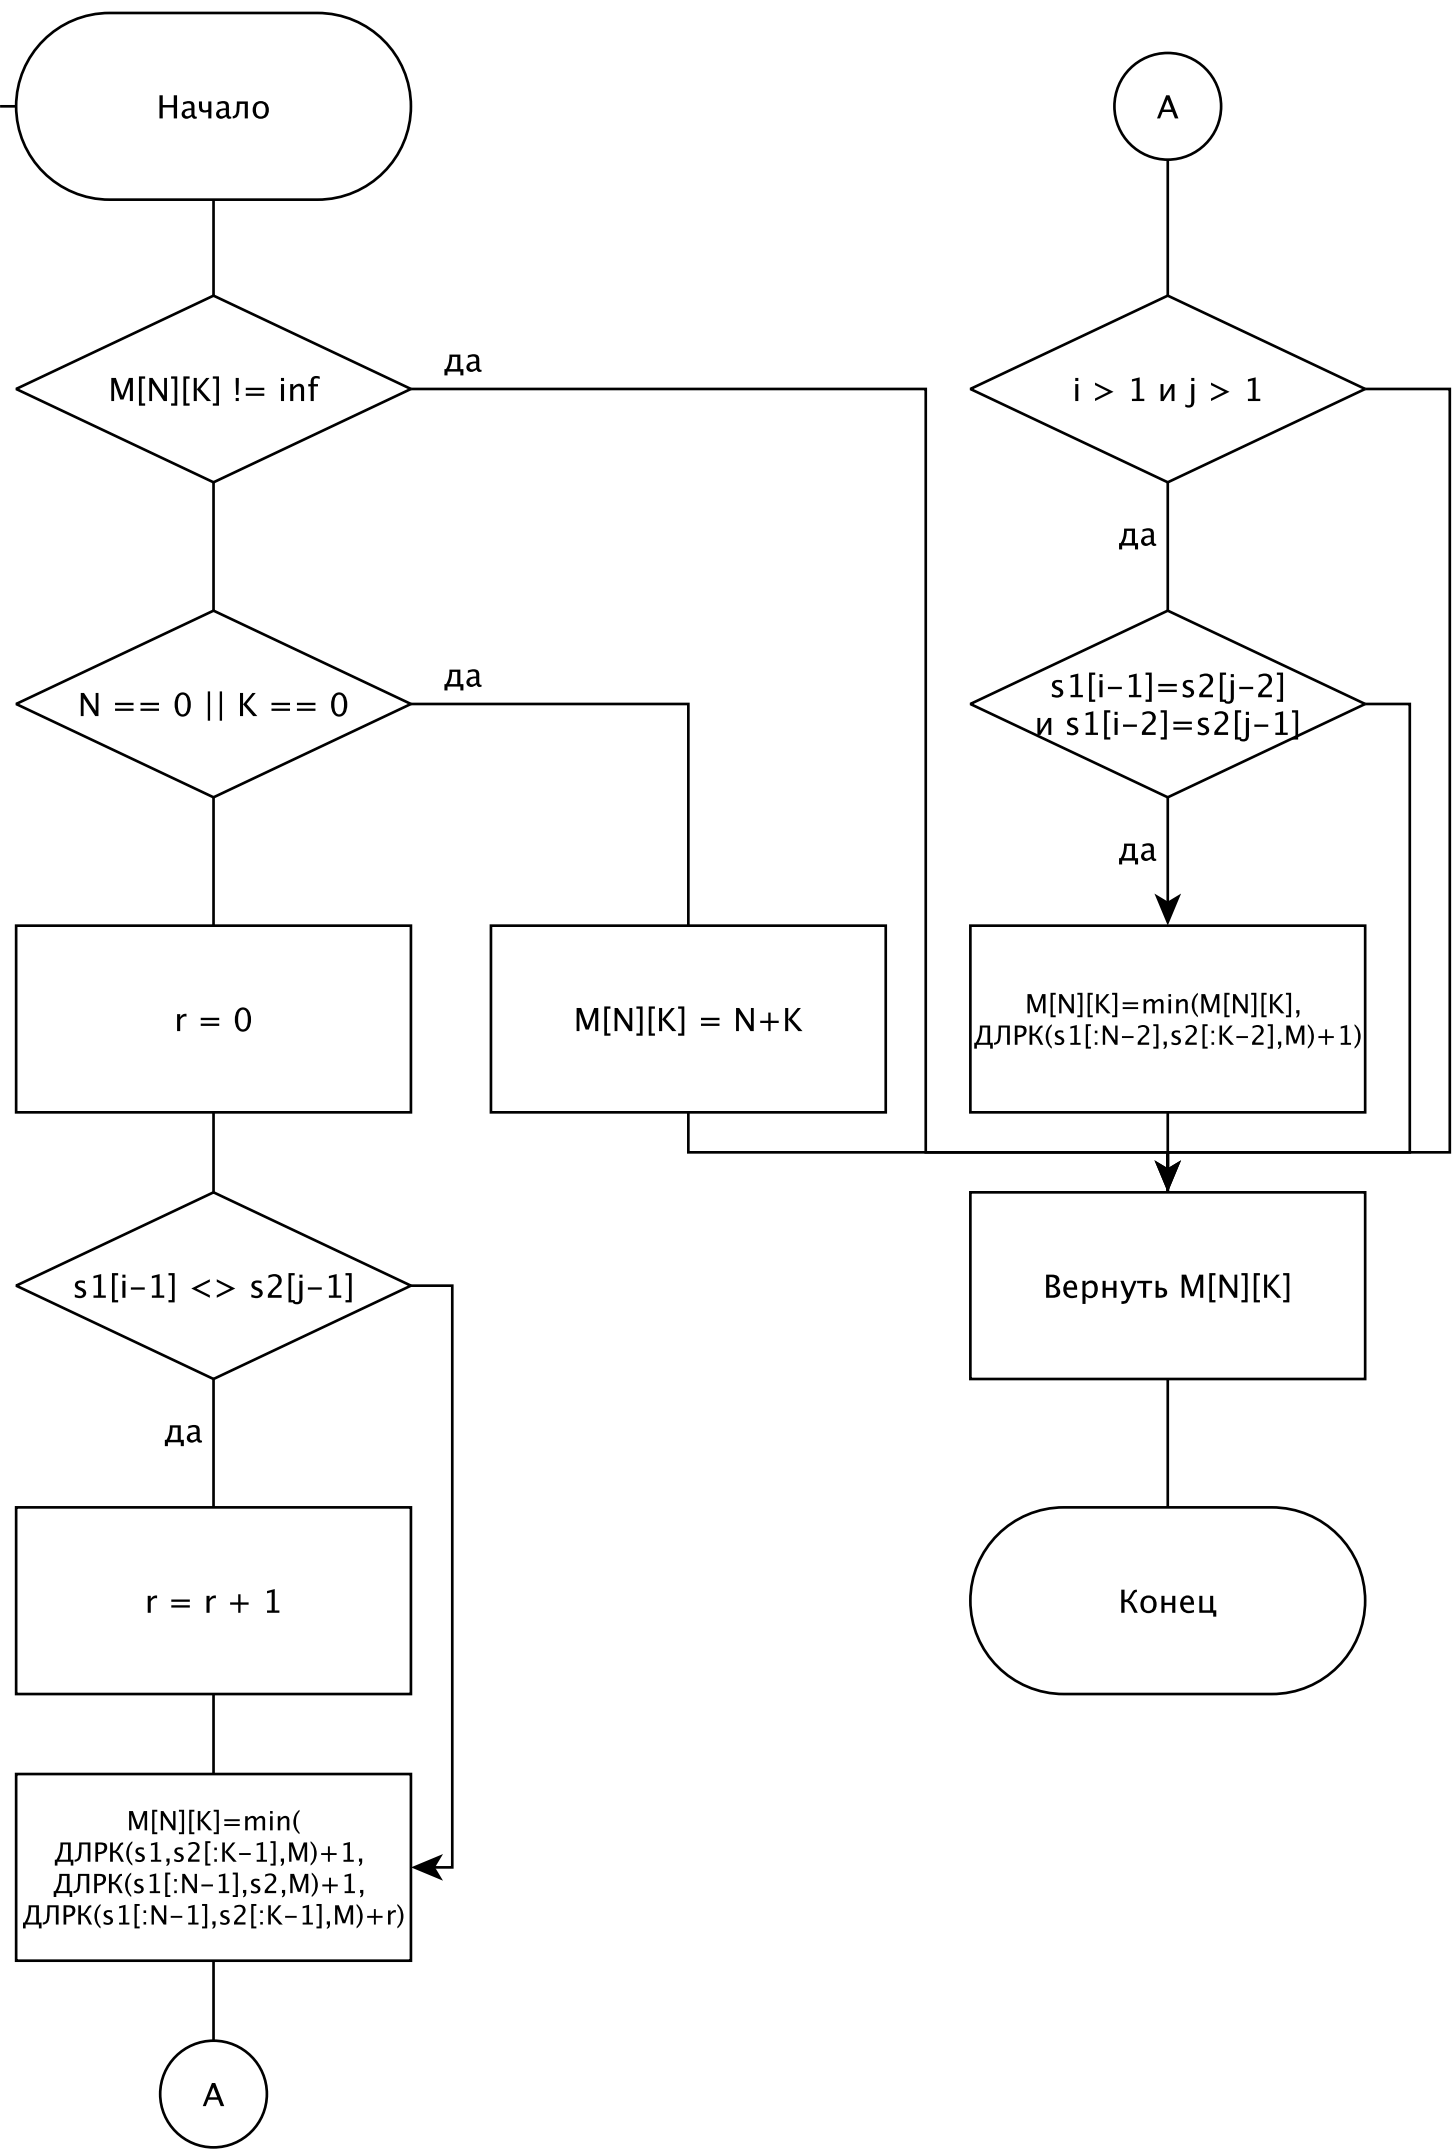 Начало
M[N][K] != inf
да
N == 0 || K == 0
да
r = 0
M[N][K] = N+K
s1[i-1] <> s2[j-1]
да
r = r + 1
M[N][K]=min(
ДЛРК(s1,s2[:K-1],M)+1,
ДЛРК(s1[:N-1],s2,M)+1,
ДЛРК(s1[:N-1],s2[:K-1],M)+r)
A
A
i > 1 и j > 1
да
s1[i-1]=s2[j-2]
и s1[i-2]=s2[j-1]
да
M[N][K]=min(M[N][K],
ДЛРК(s1[:N-2],s2[:K-2],M)+1)
Вернуть M[N][K]
Конец